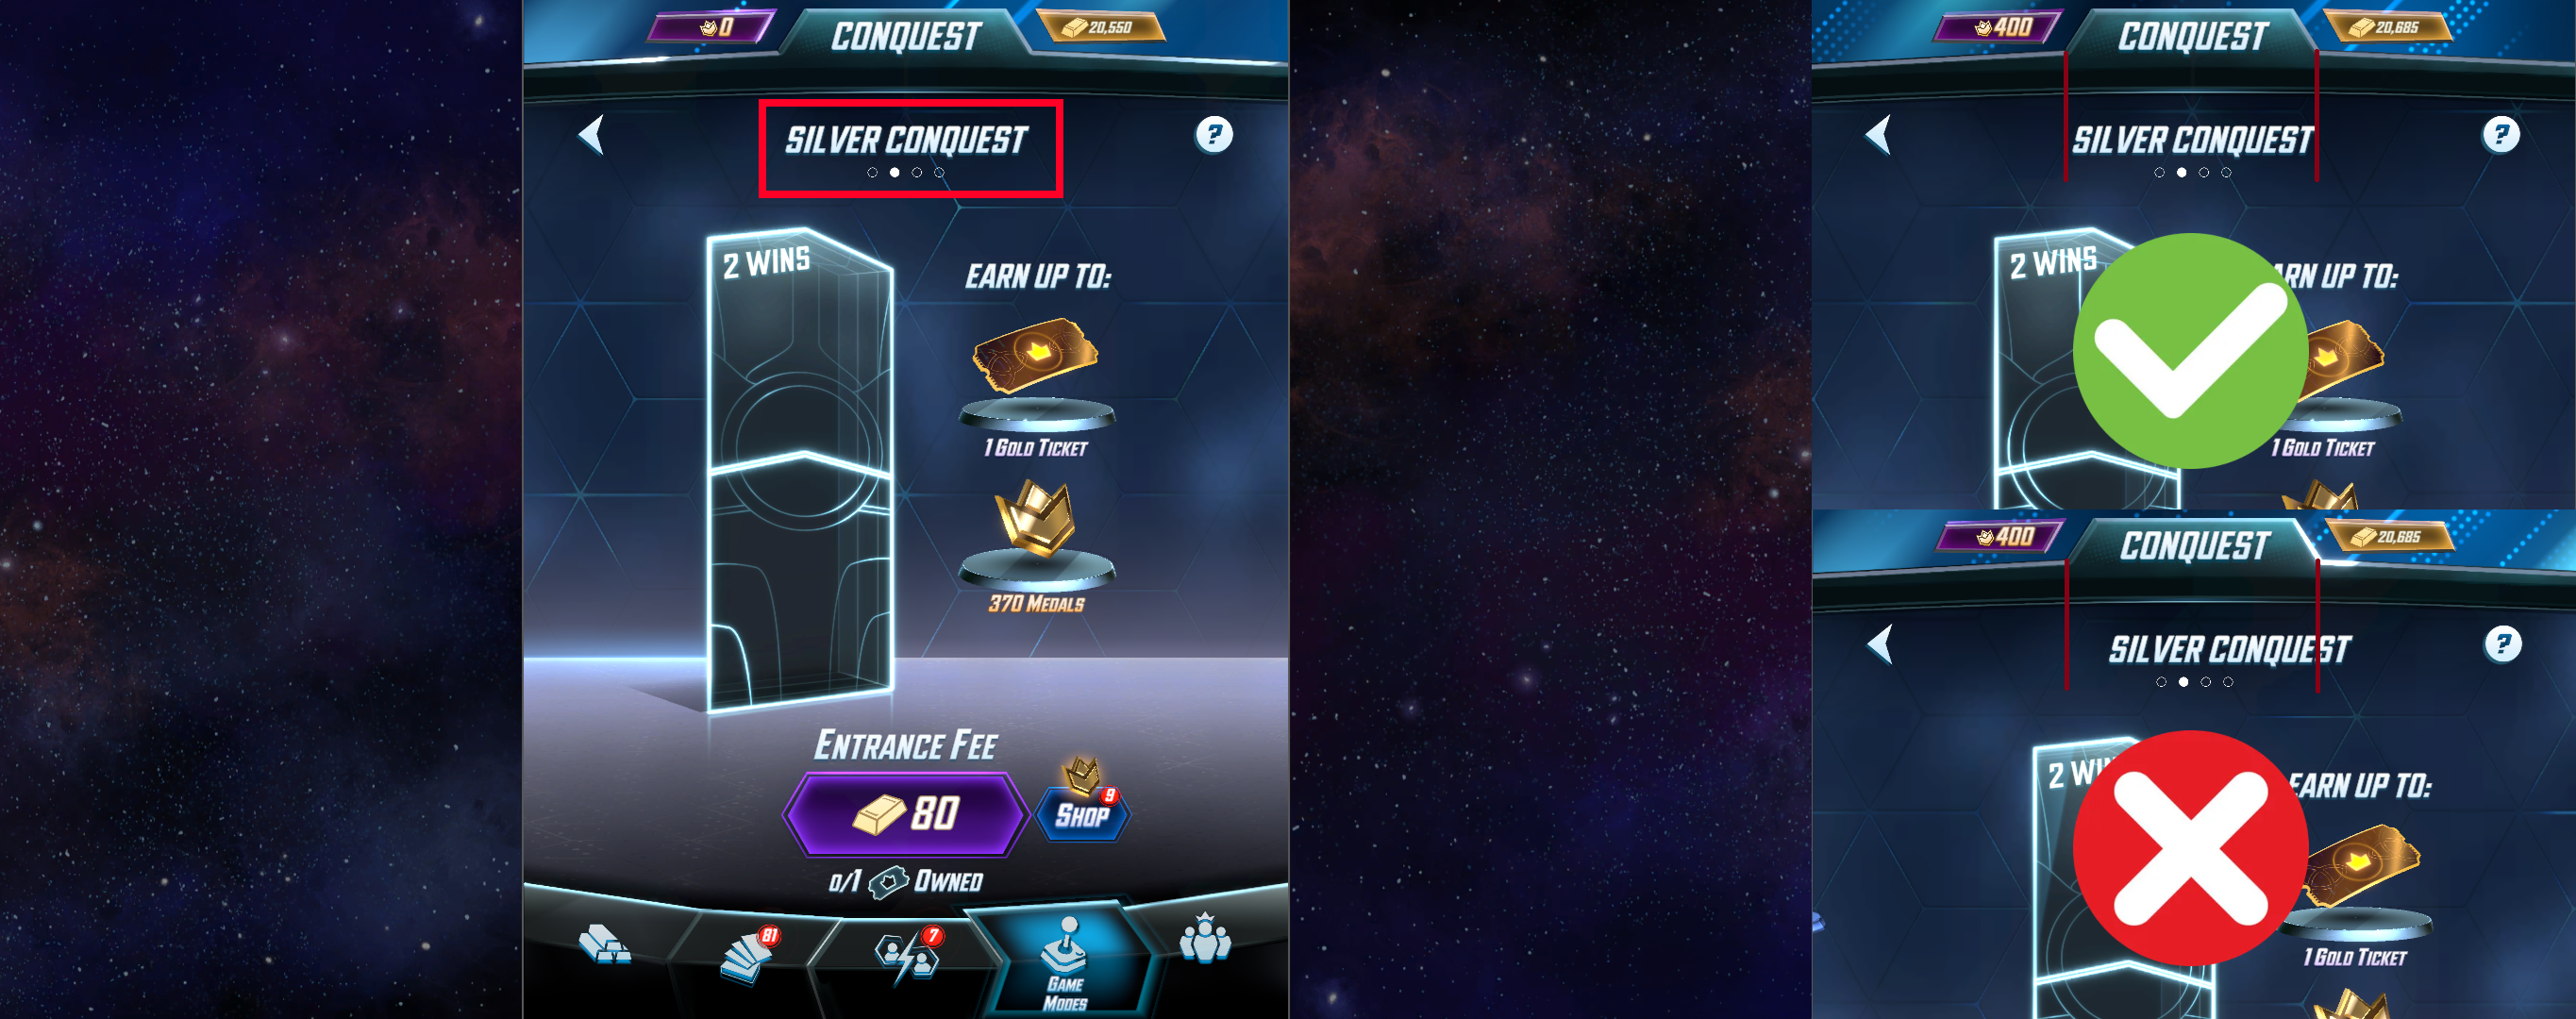 0
CONQUEST
20,550
SILVER CONQUEST
?
2 WINS
EARN UP TO:
1 GOLD TICKET
370 MEDALS
ENTRANCE FEE
80
SHOP
9
0/1 OWNED
81
7
GAME
MODES
400
CONQUEST
20,685
SILVER CONQUEST
?
2 WINS
RN UP TO:
1 GOLD TICKET
400
CONQUEST
20,685
SILVER CONQUEST
?
2 WI
EARN UP TO:
1 GOLD TICKET